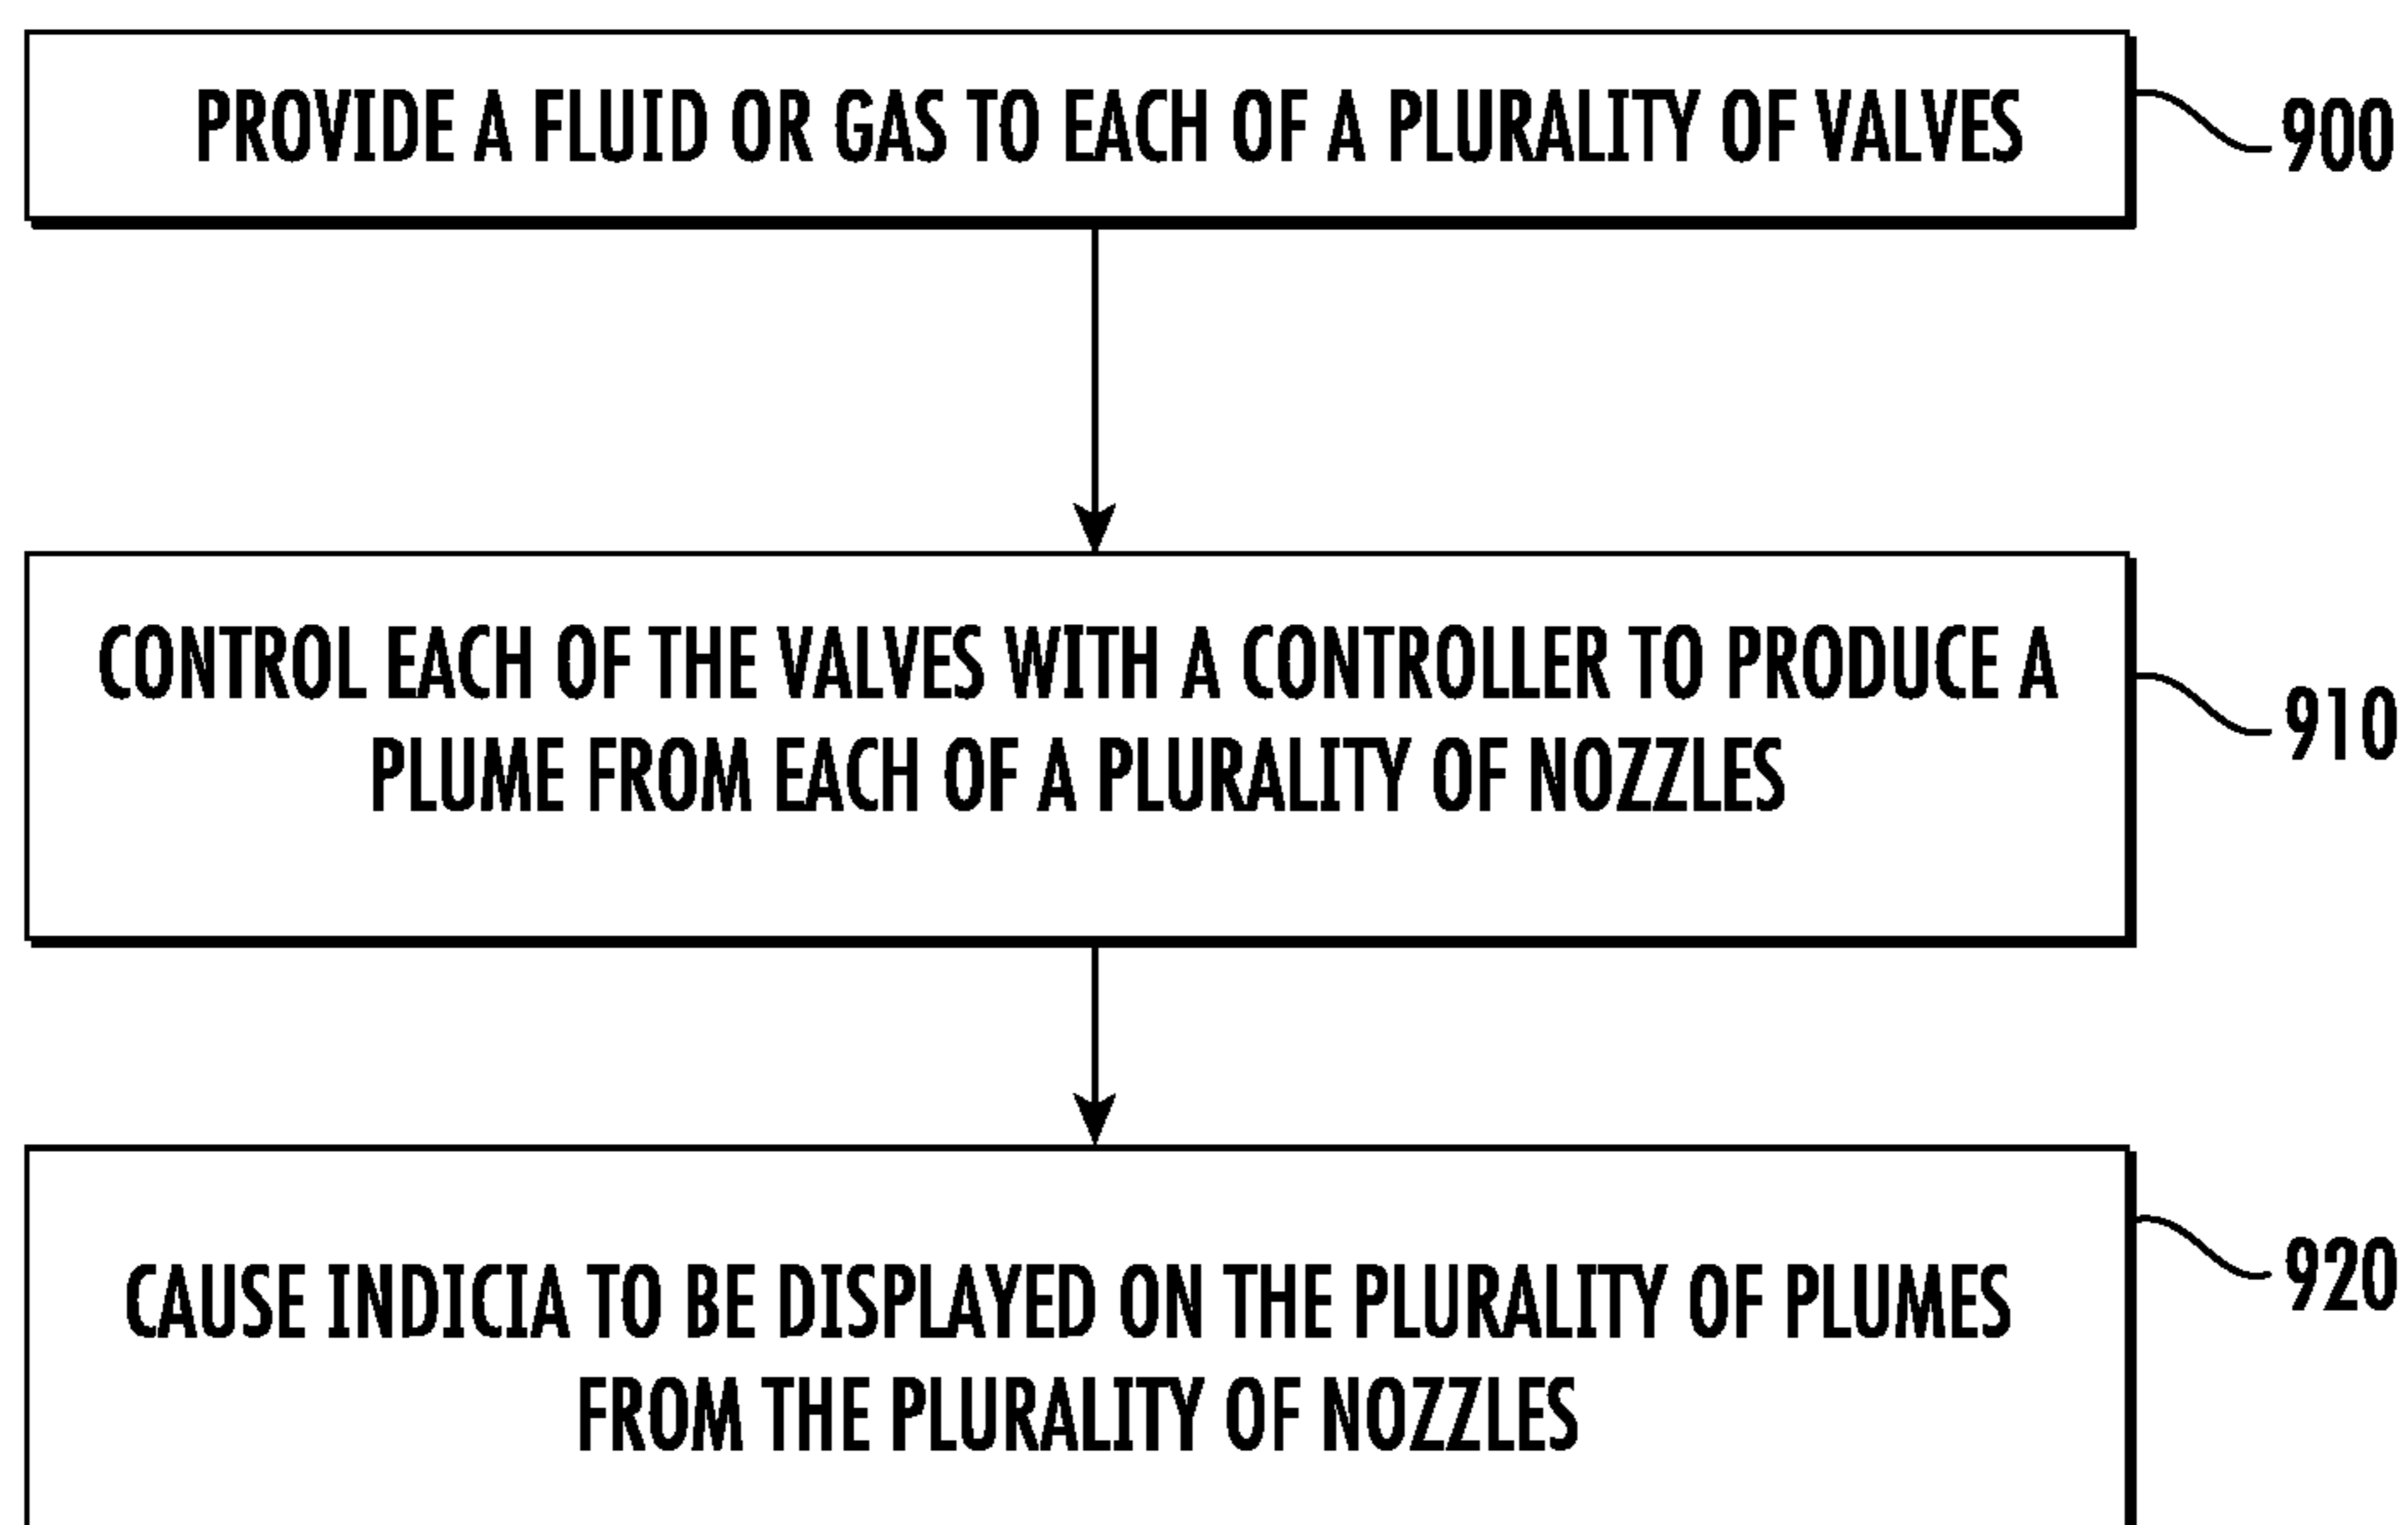 PROVIDE A FLUID OR GAS TO EACH OF A PLURALITY OF VALVES
900
CONTROL EACH OF THE VALVES WITH A CONTROLLER TO PRODUCE A
PLUME FROM EACH OF A PLURALITY OF NOZZLES
910
CAUSE INDICIA TO BE DISPLAYED ON THE PLURALITY OF PLUMES
FROM THE PLURALITY OF NOZZLES
920